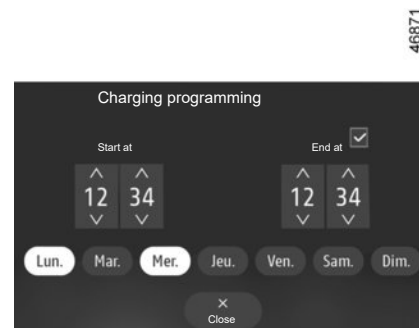 46871
Charging programming
Start at
End at
12 34
12 34
Lun. Mar. Mer. Jeu. Ven. Sam. Dim.
Close